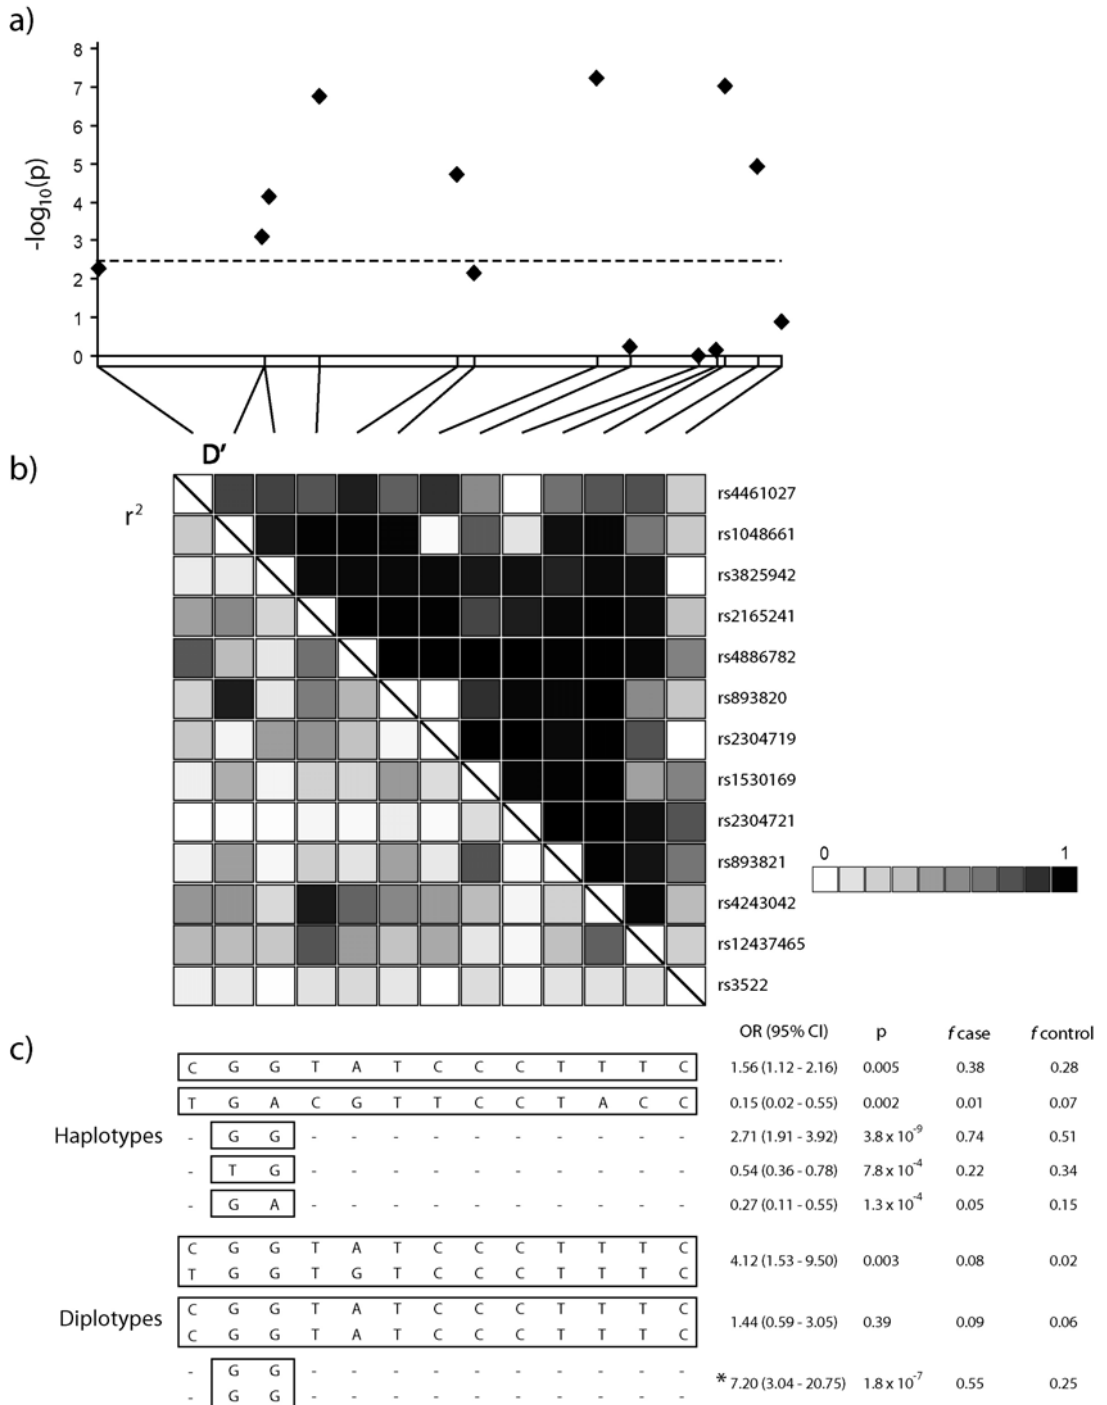 a)
8
7
6
5
4
3
2
1
0
-log10(p)
D'
b)
r2
rs4461027
rs1048661
rs3825942
rs2165241
rs4886782
rs893820
rs2304719
rs1530169
rs2304721
rs893821
rs4243042
rs12437465
rs3522
0 1
c)
OR (95% CI) p f case f control
C G G T A T C C C T T T C 1.56 (1.12 - 2.16) 0.005 0.38 0.28
T G A C G T T C C T A C C 0.15 (0.02 - 0.55) 0.002 0.01 0.07
Haplotypes - G G - - - - - - - - - - 2.71 (1.91 - 3.92) 3.8 x 10-9 0.74 0.51
- T G - - - - - - - - - - 0.54 (0.36 - 0.78) 7.8 x 10-4 0.22 0.34
- G A - - - - - - - - - - 0.27 (0.11 - 0.55) 1.3 x 10-4 0.05 0.15
C G G T A T C C C T T T C
4.12 (1.53 - 9.50) 0.003 0.08 0.02
T G G T G T C C C T T T C
C G G T A T C C C T T T C
Diplotypes 1.44 (0.59 - 3.05) 0.39 0.09 0.06
C G G T A T C C C T T T C
- G G - - - - - - - - - -
* 7.20 (3.04 - 20.75) 1.8 x 10-7 0.55 0.25
- G G - - - - - - - - - -